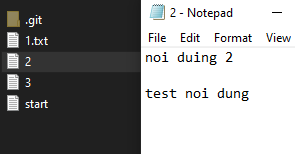 .git
1.txt
2
3
start
2 - Notepad
File Edit Format View
noi duing 2
test noi dung